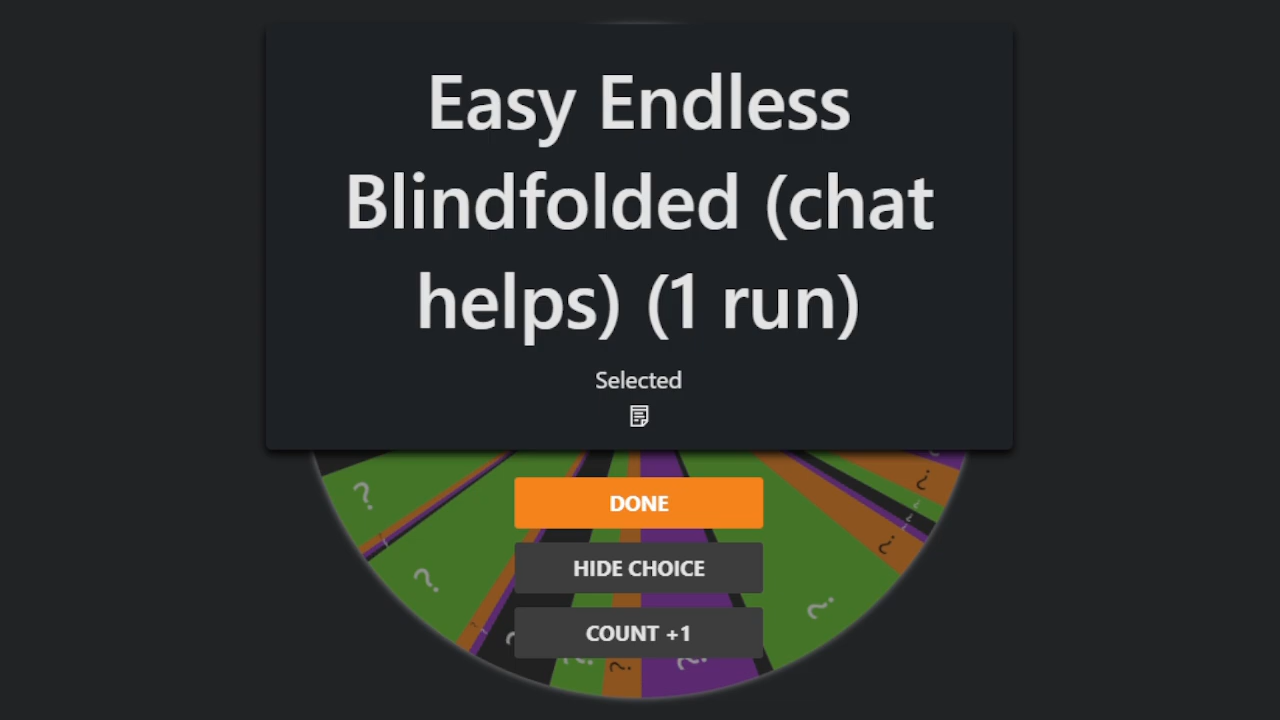 Easy Endless
Blindfolded (chat
helps) (1 run)
Selected
DONE
HIDE CHOICE
COUNT +1
?
?
?
?
?
?
?
?